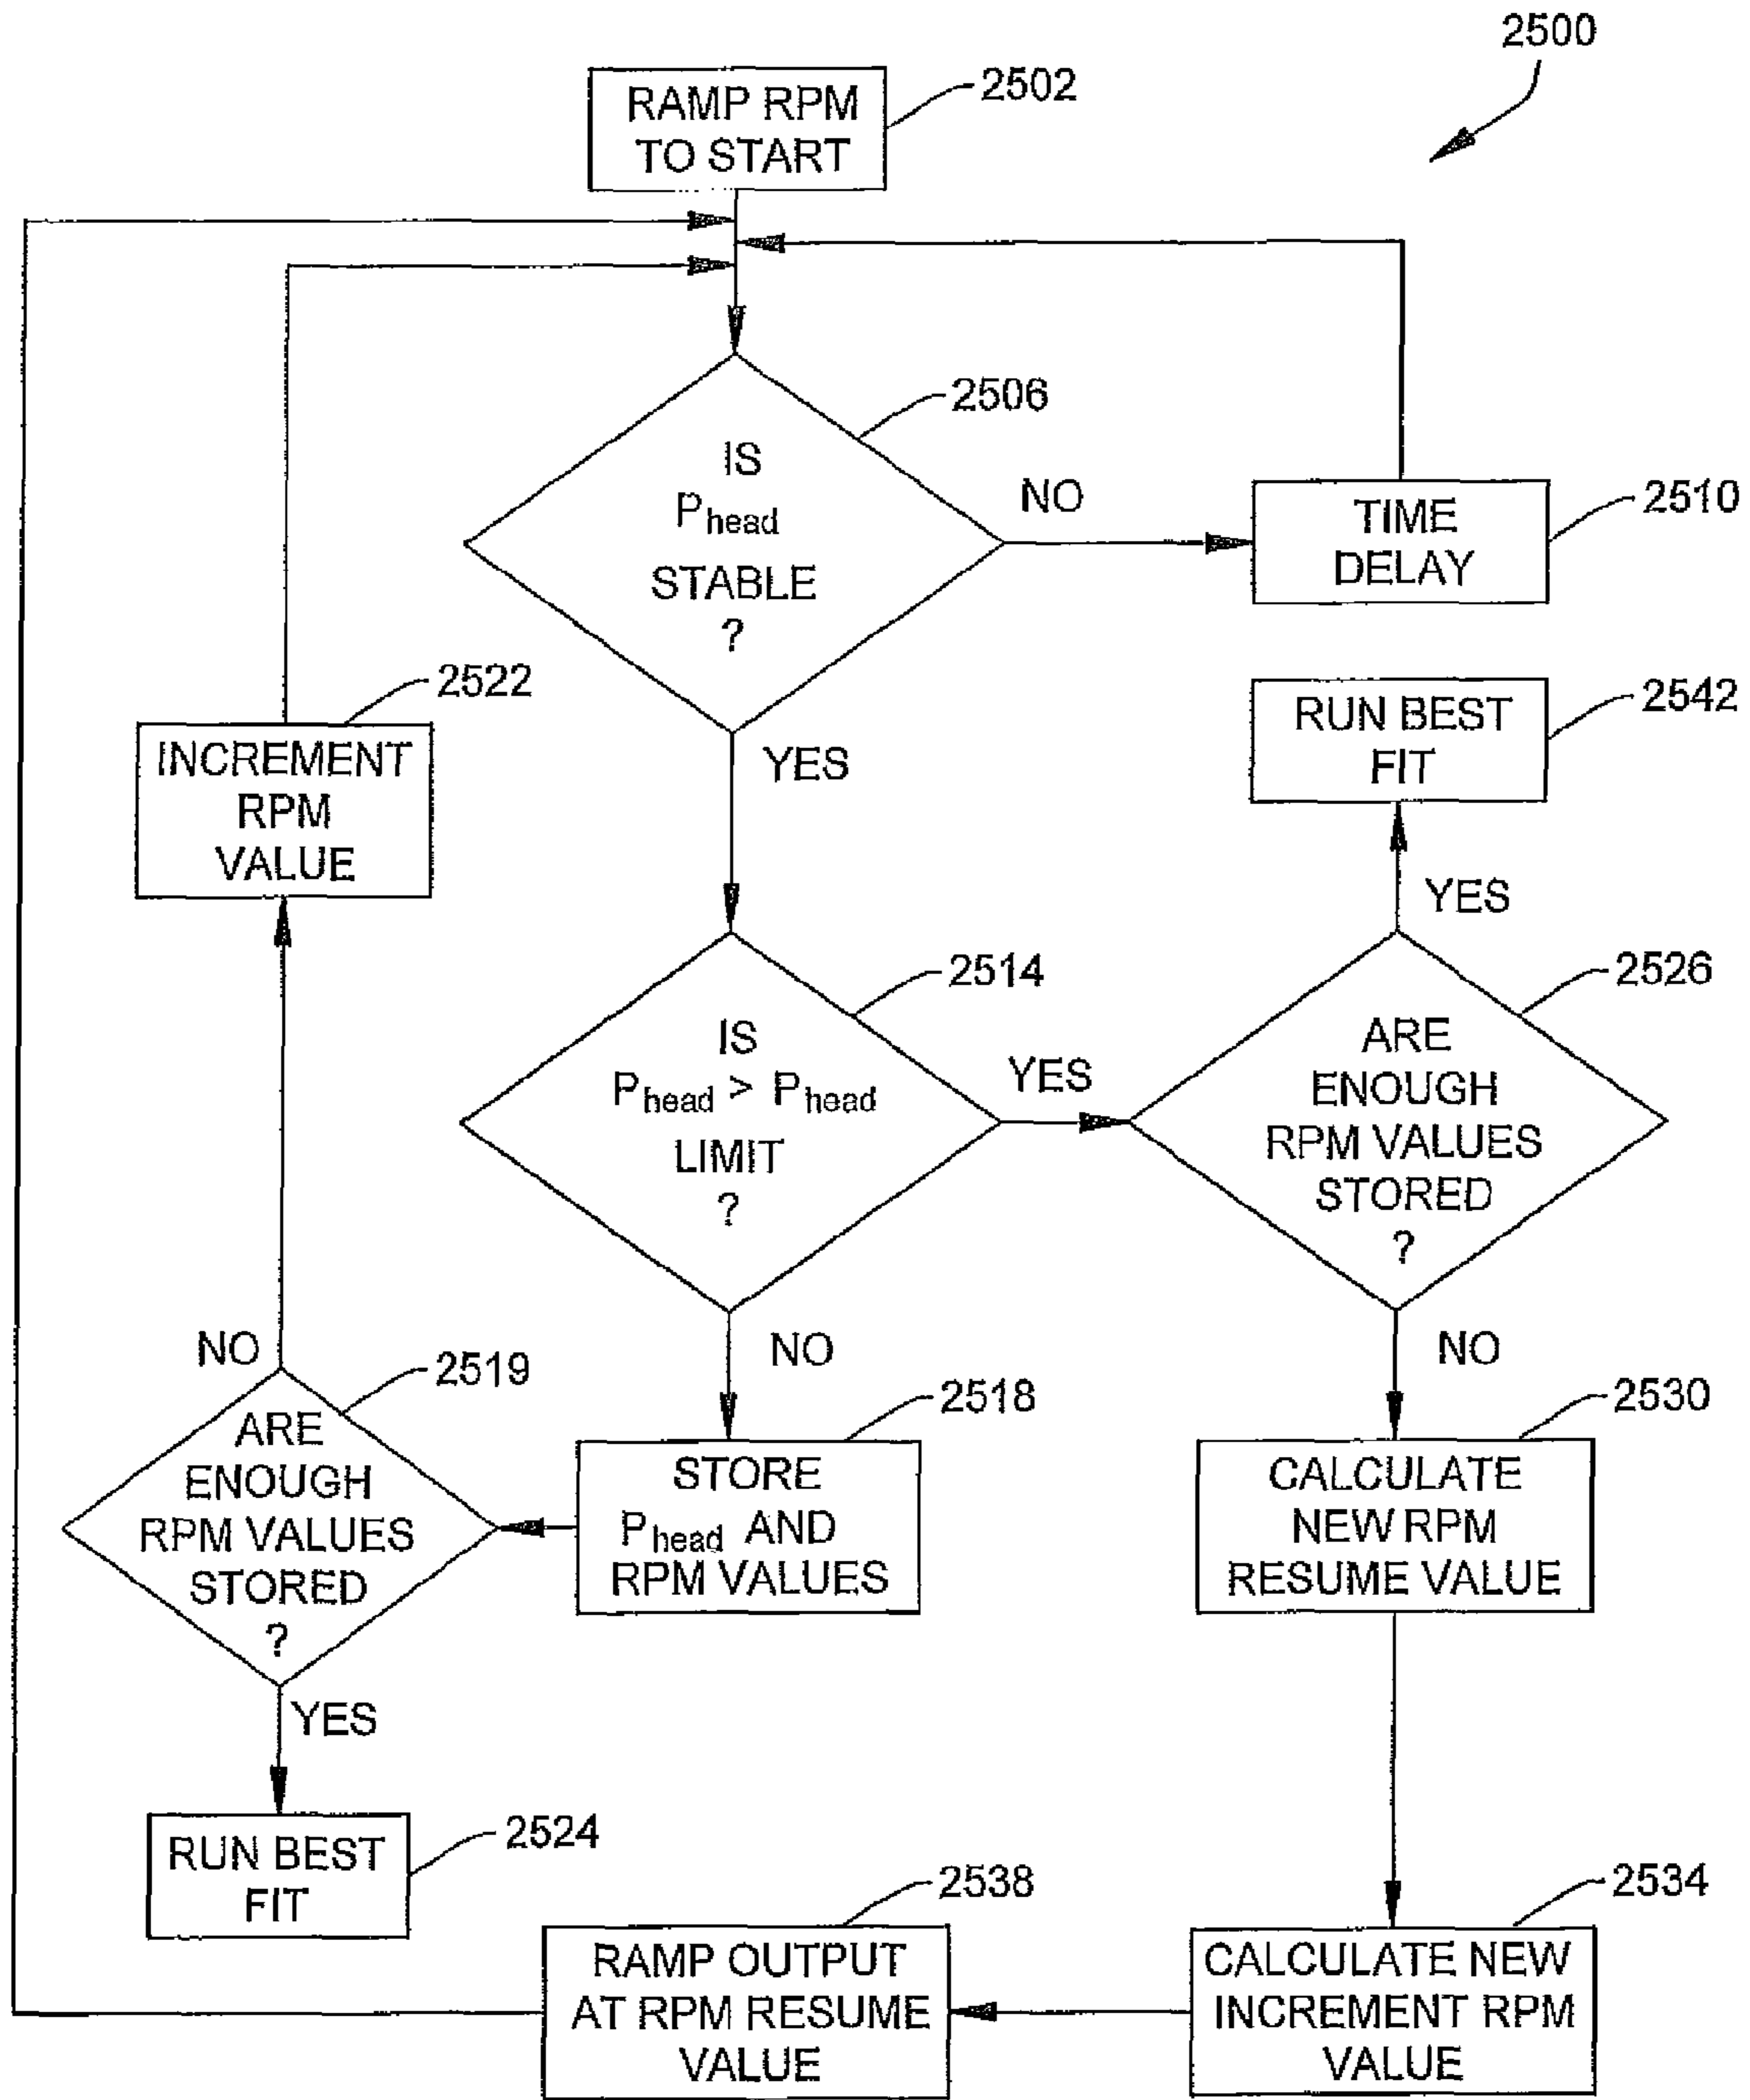 2500
RAMP RPM
TO START
2502
IS
Phead
STABLE
?
2506
NO
TIME
DELAY
2510
YES
INCREMENT
RPM
VALUE
2522
RUN BEST
FIT
2542
YES
IS
Phead > Phead
LIMIT
?
2514
YES
ARE
ENOUGH
RPM VALUES
STORED
?
2526
NO
NO
NO
ARE
ENOUGH
RPM VALUES
STORED
?
2519
STORE
Phead AND
RPM VALUES
2518
CALCULATE
NEW RPM
RESUME VALUE
2530
YES
RUN BEST
FIT
2524
RAMP OUTPUT
AT RPM RESUME
VALUE
2538
CALCULATE NEW
INCREMENT RPM
VALUE
2534